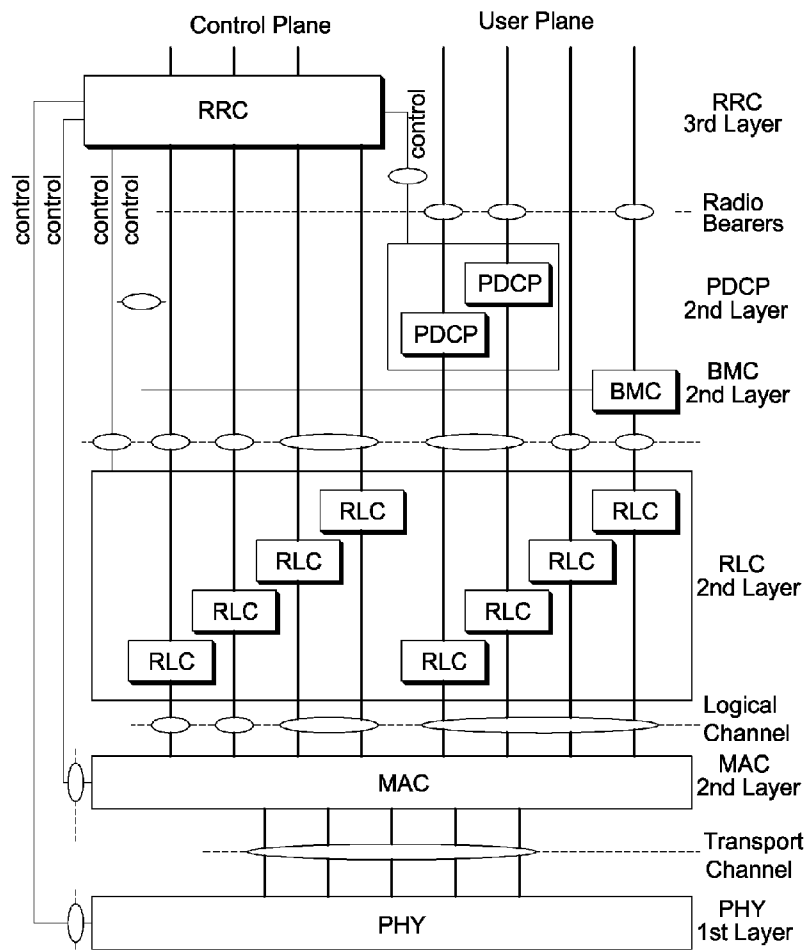 Control Plane
User Plane
RRC
RRC
3rd Layer
control
control
control
control
control
Radio
Bearers
PDCP
PDCP
PDCP
2nd Layer
BMC
BMC
2nd Layer
RLC
RLC
RLC
RLC
RLC
RLC
RLC
RLC
RLC
2nd Layer
Logical
Channel
MAC
MAC
2nd Layer
Transport
Channel
PHY
PHY
1st Layer